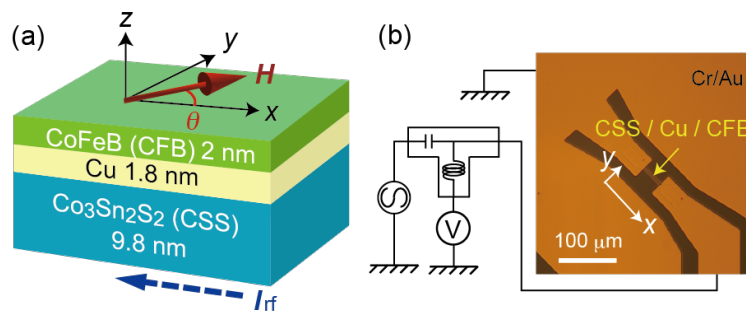 (a)
z
y
H
x
θ
CoFeB (CFB) 2 nm
Cu 1.8 nm
Co₃Sn₂S₂ (CSS)
9.8 nm
Irf
(b)
V
Cr/Au
CSS / Cu / CFB
y
x
100 μm